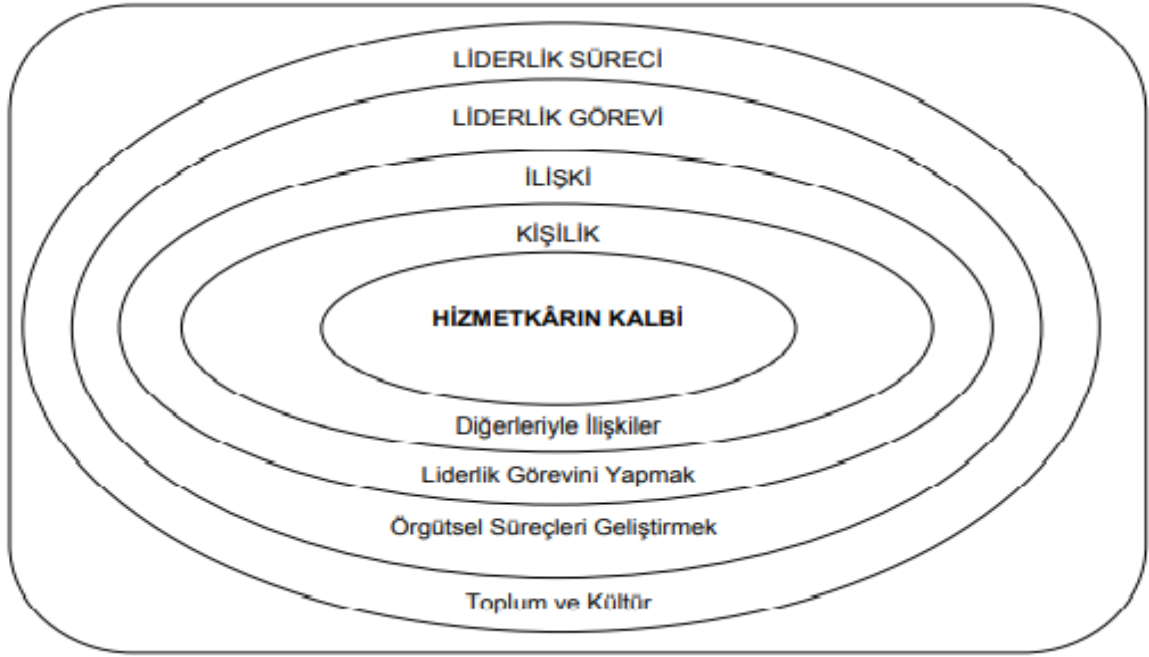 LİDERLİK SÜRECİ
LİDERLİK GÖREVİ
İLİŞKİ
KİŞİLİK
HİZMETKÂRIN KALBİ
Diğerleriyle İlişkiler
Liderlik Görevini Yapmak
Örgütsel Süreçleri Geliştirmek
Toplum ve Kültür